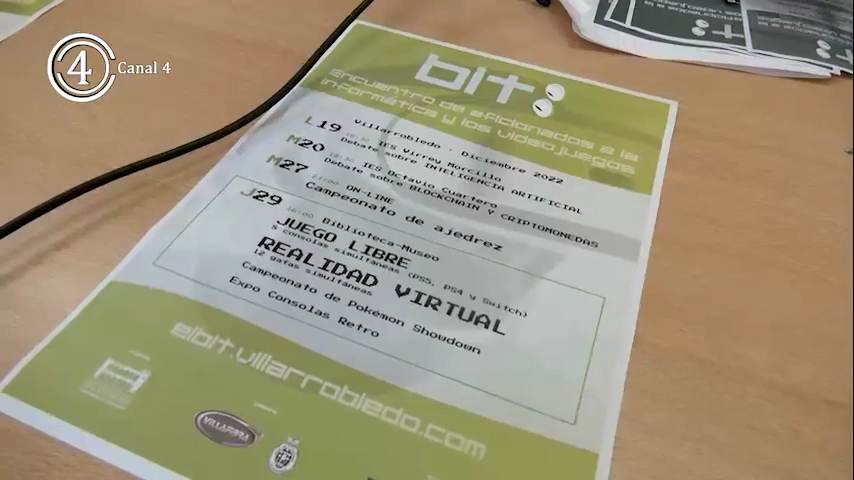 4 Canal 4
bit:
Encuentro de aficionados a la
informática y los videojuegos
Villarrobledo - Diciembre 2022
L19 IES Virrey Morcillo
Debate sobre INTELIGENCIA ARTIFICIAL
M20 IES Octavio Cuartero
Debate sobre BLOCKCHAIN Y CRIPTOMONEDAS
M27 ON-LINE
Campeonato de ajedrez
J29 Biblioteca-Museo
JUEGO LIBRE
5 consolas simultáneas (PS5, PS4 y Switch)
REALIDAD VIRTUAL
12 gafas simultáneas
Campeonato de Pokémon Showdown
Expo Consolas Retro
elbit.villarrobledo.com
VILLAFIBRA